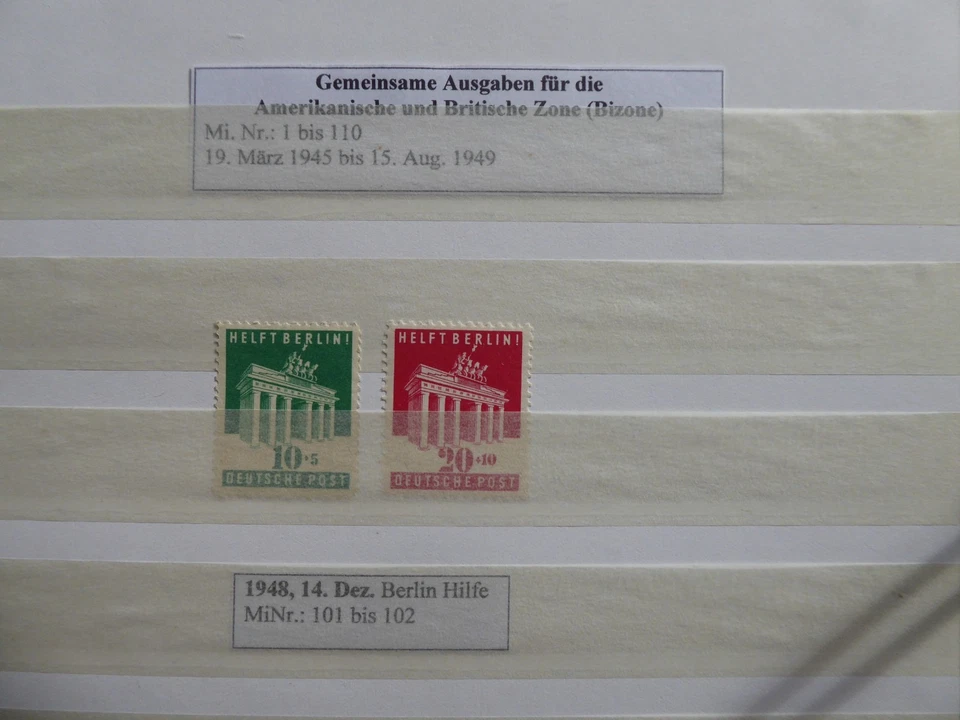 Gemeinsame Ausgaben für die
Amerikanische und Britische Zone (Bizone)
Mi. Nr.: 1 bis 110
19. März 1945 bis 15. Aug. 1949
HELFT BERLIN!
10+5
DEUTSCHE POST
HELFT BERLIN!
20+10
DEUTSCHE POST
1948, 14. Dez. Berlin Hilfe
MiNr.: 101 bis 102